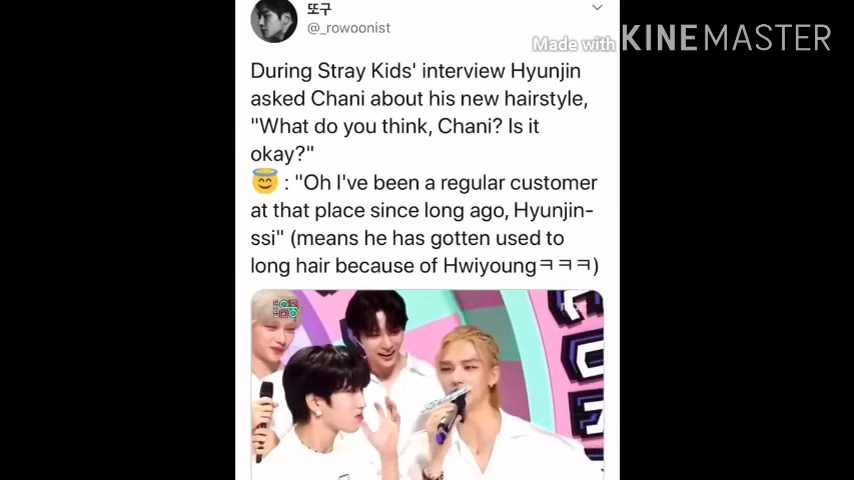 또구
@_rowoonist
Made with KINEMASTER
During Stray Kids' interview Hyunjin
asked Chani about his new hairstyle,
"What do you think, Chani? Is it
okay?"
😇 : "Oh I've been a regular customer
at that place since long ago, Hyunjin-
ssi" (means he has gotten used to
long hair because of Hwiyoungㅋㅋㅋ)